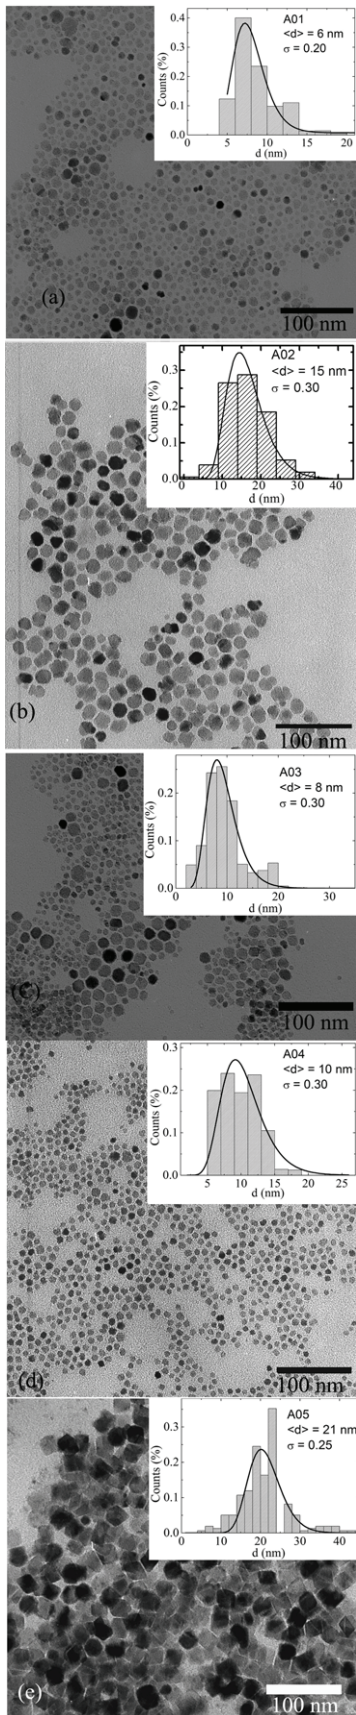 A01
<d> = 6 nm
σ = 0.20
0.4
0.3
0.2
0.1
0.0
Counts (%)
0 5 10 15 20
d (nm)
(a)
100 nm
A02
<d> = 15 nm
σ = 0.30
0.3
0.2
0.1
0.0
Counts (%)
0 10 20 30 40
d (nm)
(b)
100 nm
A03
<d> = 8 nm
σ = 0.30
0.2
0.1
0.0
Counts (%)
0 10 20 30
d (nm)
(C)
100 nm
A04
<d> = 10 nm
σ = 0.30
0.3
0.2
0.1
0.0
Counts (%)
0 5 10 15 20 25
d (nm)
(d)
100 nm
A05
<d> = 21 nm
σ = 0.25
0.3
0.2
0.1
0.0
Counts (%)
0 10 20 30 40
d (nm)
(e)
100 nm